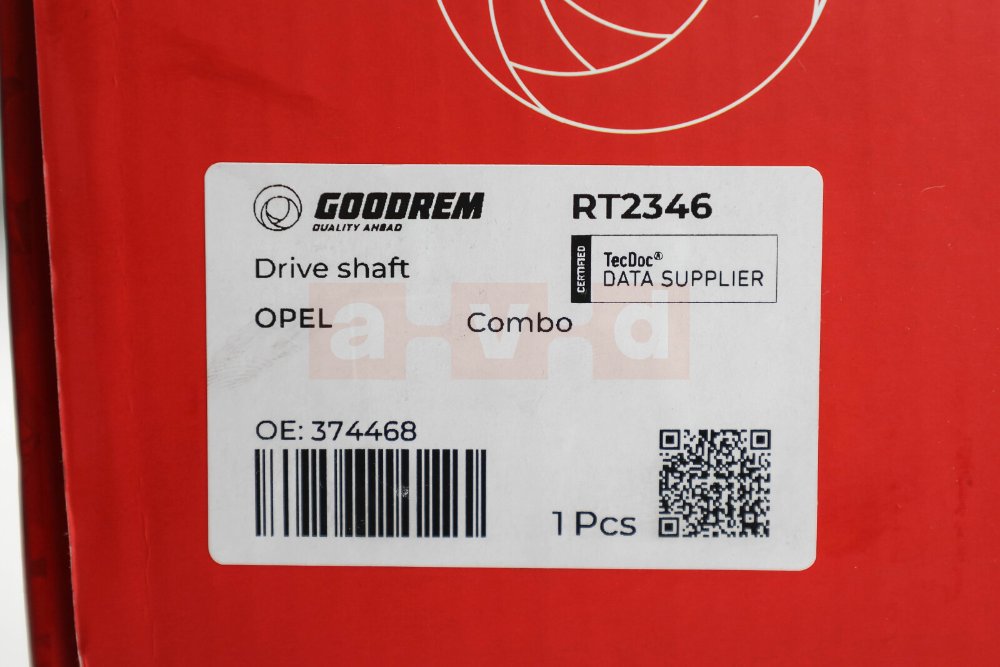 GOODREM
QUALITY AHEAD
RT2346
CERTIFIED
TecDoc®
DATA SUPPLIER
Drive shaft
OPEL
Combo
a-v-d
OE: 374468
1 Pcs